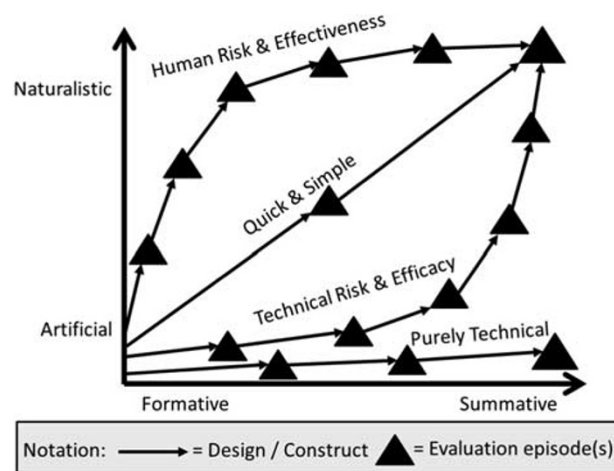 Human Risk & Effectiveness
Naturalistic
Quick & Simple
Technical Risk & Efficacy
Artificial
Purely Technical
Formative
Summative
Notation: = Design / Construct = Evaluation episode(s)